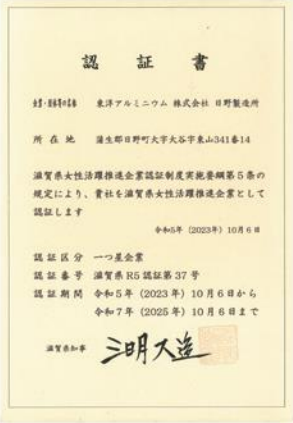 認証書
企業・団体等の名称 東洋アルミニウム 株式会社 日野製造所
所在地 蒲生郡日野町大字大谷字東山341番14
滋賀県女性活躍推進企業認証制度実施要綱第5条の
規定により、貴社を滋賀県女性活躍推進企業として
認証します
令和5年(2023年)10月6日
認証区分 一つ星企業
認証番号 滋賀県R5認証第37号
認証期間 令和5年(2023年)10月6日から
令和7年(2025年)10月6日まで
滋賀県知事 三日月大造